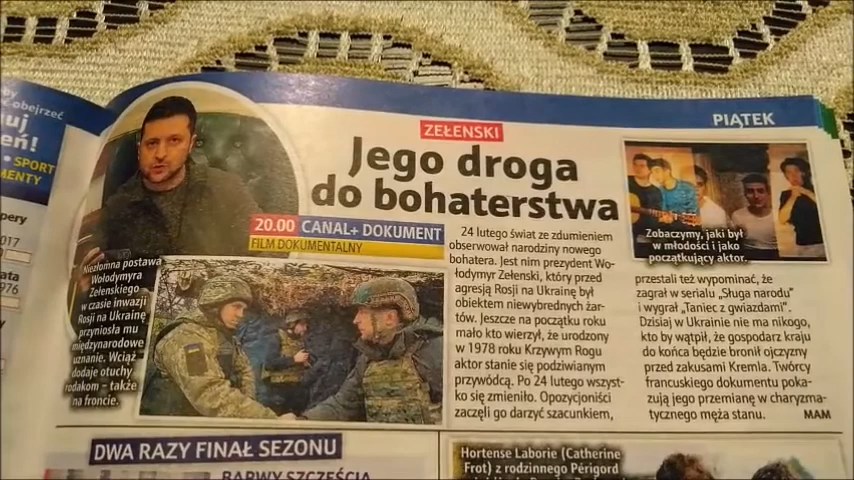 by obejrzeć
uj
eń!
SPORT
MENTY
PIĄTEK
ZEŁENSKI
Jego droga
do bohaterstwa
20.00 CANAL+ DOKUMENT
FILM DOKUMENTALNY
Niezłomna postawa
Wołodymyra
Zełenskiego
w czasie inwazji
Rosji na Ukrainę
przyniosła mu
międzynarodowe
uznanie. Wciąż
dodaje otuchy
rodakom – także
na froncie.
24 lutego świat z podziwem
obserwował narodziny nowego
bohatera. Jest nim prezydent Wo-
łodymyr Zełenski, który przed
agresją Rosji na Ukrainę był
obiektem niewybrednych żar-
tów. Jeszcze na początku roku
mało kto wierzył, że urodzony
w 1978 roku w Krzywym Rogu
aktor stanie się prawdziwym
przywódcą. Po 24 lutego wszyst-
ko się zmieniło. Opozycjoniści
zaczęli go darzyć szacunkiem,
Zobaczymy, jaki był
w młodości i jako
początkujący aktor.
przestali też wypominać, że
zagrał w serialu „Sługa narodu"
i wygrał „Taniec z gwiazdami".
Dzisiaj w Ukrainie nie ma nikogo,
kto by wątpił, że gospodarz kraju
do końca będzie bronił ojczyzny
przed zakusami Kremla. Twórcy
francuskiego dokumentu poka-
zują jego przemianę w charyzma-
tycznego męża stanu.
MAM
DWA RAZY FINAŁ SEZONU
BARWY SZCZĘŚCIA
Hortense Laborie (Catherine
Frot) z rodzinnego Périgord